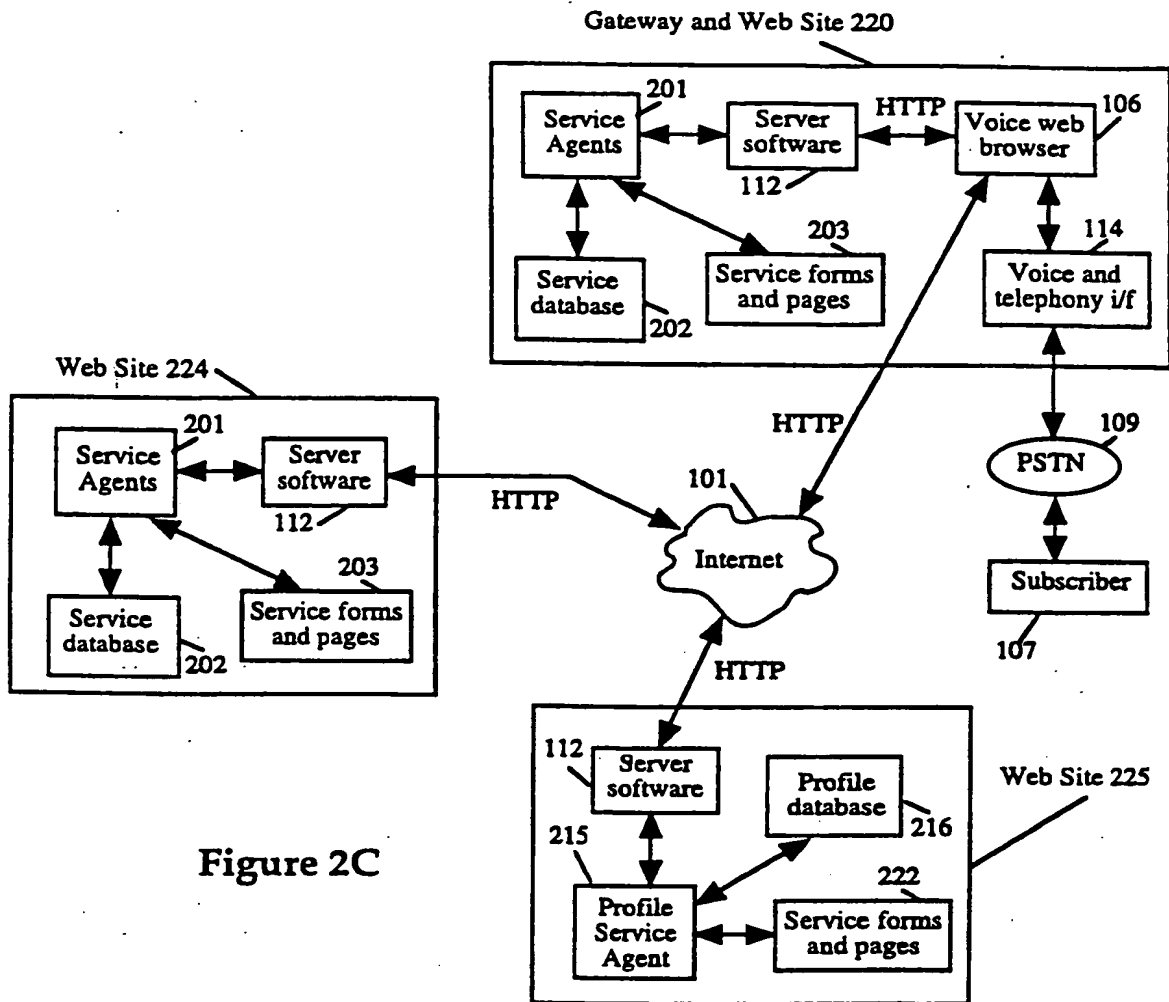 Gateway and Web Site 220
201
Service
Agents
Server
software
112
HTTP
Voice web
browser
106
Service
database
202
203
Service forms
and pages
114
Voice and
telephony i/f
Web Site 224
201
Service
Agents
Server
software
112
HTTP
Service
database
202
203
Service forms
and pages
HTTP
101
Internet
109
PSTN
Subscriber
107
HTTP
112
Server
software
Profile
database
216
Web Site 225
215
Profile
Service
Agent
222
Service forms
and pages
Figure 2C